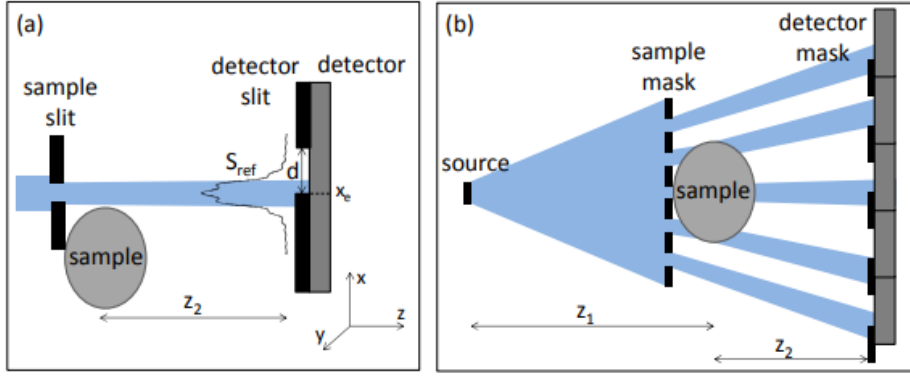 (a)
sample
slit
detector
slit
detector
S_ref
d
x_e
sample
z_2
x
y
z
(b)
sample
mask
detector
mask
source
sample
z_1
z_2